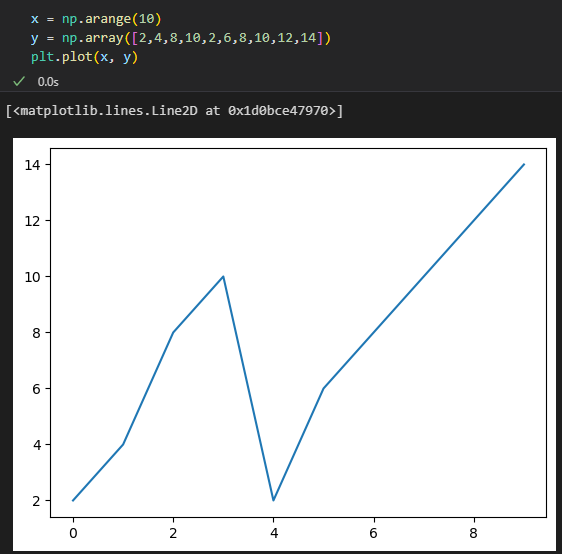 x = np.arange(10)
y = np.array([2,4,8,10,2,6,8,10,12,14])
plt.plot(x, y)
0.0s
[<matplotlib.lines.Line2D at 0x1d0bce47970>]
14
12
10
8
6
4
2
0 2 4 6 8